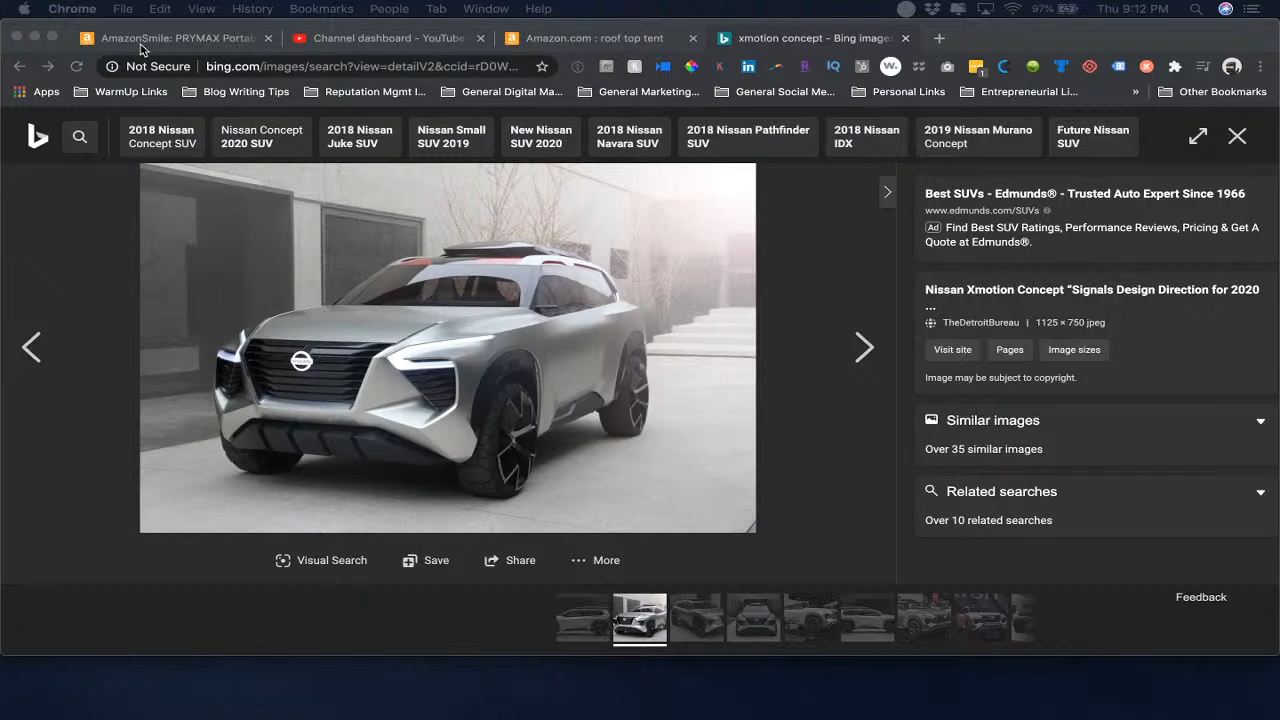 Chrome File Edit View History Bookmarks People Tab Window Help 97% Thu 9:12 PM
AmazonSmile: PRYMAX Portab Channel dashboard - YouTube Amazon.com : roof top tent xmotion concept - Bing images
Not Secure bing.com/images/search?view=detailV2&ccid=rD0W...
Apps WarmUp Links Blog Writing Tips Reputation Mgmt I... General Digital Ma... General Marketing... General Social Me... Personal Links Entrepreneurial Li... » Other Bookmarks
2018 Nissan Concept SUV
Nissan Concept 2020 SUV
2018 Nissan Juke SUV
Nissan Small SUV 2019
New Nissan SUV 2020
2018 Nissan Navara SUV
2018 Nissan Pathfinder SUV
2018 Nissan IDX
2019 Nissan Murano Concept
Future Nissan SUV
Best SUVs - Edmunds® - Trusted Auto Expert Since 1966
www.edmunds.com/SUVs
Ad Find Best SUV Ratings, Performance Reviews, Pricing & Get A
Quote at Edmunds®.
Nissan Xmotion Concept “Signals Design Direction for 2020
...
TheDetroitBureau | 1125 × 750 jpeg
Visit site Pages Image sizes
Image may be subject to copyright.
Similar images
Over 35 similar images
Related searches
Over 10 related searches
Visual Search Save Share More
Feedback